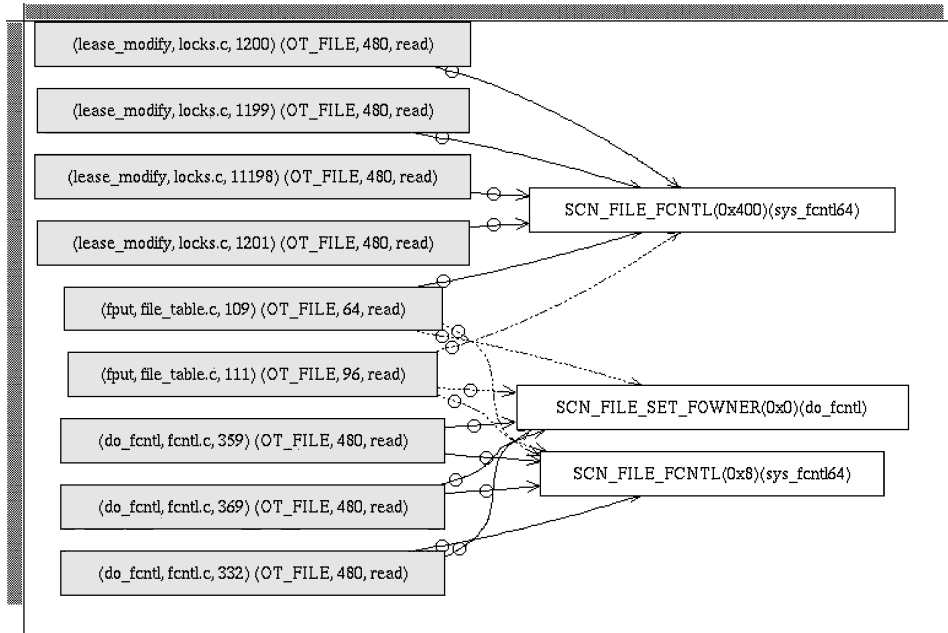 (lease_modify, locks.c, 1200) (OT_FILE, 480, read)
(lease_modify, locks.c, 1199) (OT_FILE, 480, read)
(lease_modify, locks.c, 11198) (OT_FILE, 480, read)
SCN_FILE_FCNTL(0x400)(sys_fcntl64)
(lease_modify, locks.c, 1201) (OT_FILE, 480, read)
(fput, file_table.c, 109) (OT_FILE, 64, read)
(fput, file_table.c, 111) (OT_FILE, 96, read)
SCN_FILE_SET_FOWNER(0x0)(do_fcntl)
(do_fcntl, fcntl.c, 359) (OT_FILE, 480, read)
SCN_FILE_FCNTL(0x8)(sys_fcntl64)
(do_fcntl, fcntl.c, 369) (OT_FILE, 480, read)
(do_fcntl, fcntl.c, 332) (OT_FILE, 480, read)